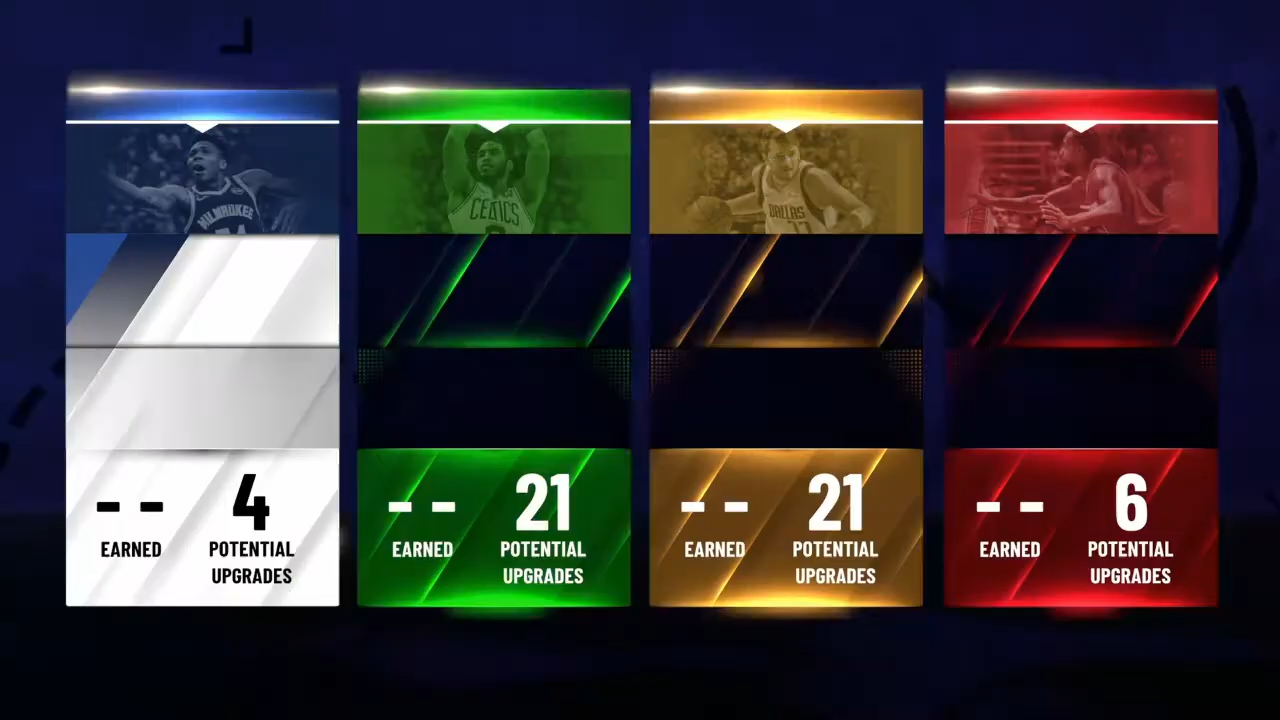 MILWAUKEE
CELTICS
DALLAS
-- 4
EARNED POTENTIAL
UPGRADES
-- 21
EARNED POTENTIAL
UPGRADES
-- 21
EARNED POTENTIAL
UPGRADES
-- 6
EARNED POTENTIAL
UPGRADES